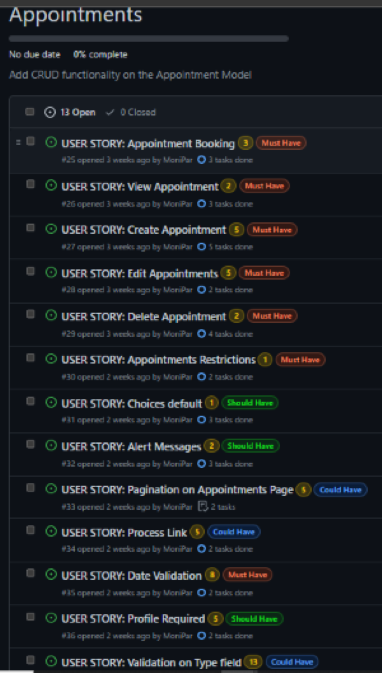 Appointments
No due date 0% complete
Add CRUD functionality on the Appointment Model
13 Open 0 Closed
USER STORY: Appointment Booking 3 Must Have
#25 opened 3 weeks ago by MoniPar 3 tasks done
USER STORY: View Appointment 2 Must Have
#26 opened 3 weeks ago by MoniPar 3 tasks done
USER STORY: Create Appointment 5 Must Have
#27 opened 3 weeks ago by MoniPar 5 tasks done
USER STORY: Edit Appointments 5 Must Have
#28 opened 3 weeks ago by MoniPar 2 tasks done
USER STORY: Delete Appointment 2 Must Have
#29 opened 3 weeks ago by MoniPar 4 tasks done
USER STORY: Appointments Restrictions 1 Must Have
#30 opened 2 weeks ago by MoniPar 2 tasks done
USER STORY: Choices default 1 Should Have
#31 opened 2 weeks ago by MoniPar 3 tasks done
USER STORY: Alert Messages 2 Should Have
#32 opened 2 weeks ago by MoniPar 3 tasks done
USER STORY: Pagination on Appointments Page 5 Could Have
#33 opened 2 weeks ago by MoniPar 2 tasks
USER STORY: Process Link 5 Could Have
#34 opened 2 weeks ago by MoniPar 2 tasks done
USER STORY: Date Validation 8 Must Have
#35 opened 2 weeks ago by MoniPar 2 tasks done
USER STORY: Profile Required 5 Should Have
#36 opened 2 weeks ago by MoniPar 2 tasks done
USER STORY: Validation on Type field 13 Could Have